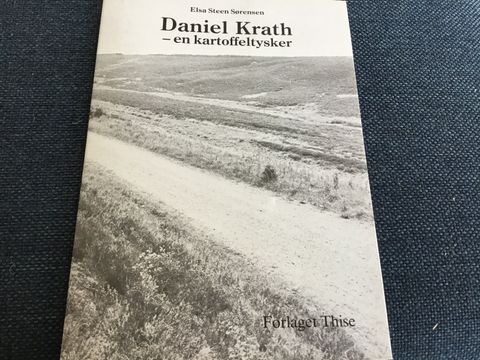 Elsa Steen Sørensen
Daniel Krath
– en kartoffeltysker
Forlaget Thise